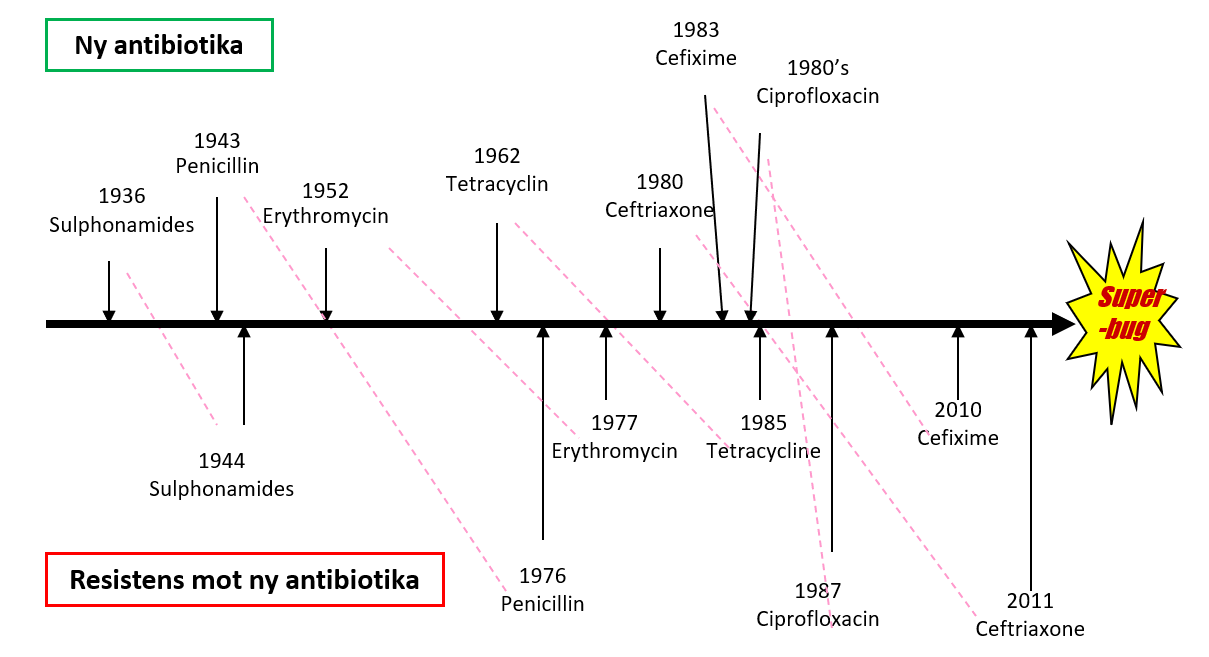 Ny antibiotika
1983
Cefixime
1980’s
Ciprofloxacin
1943
Penicillin
1962
Tetracyclin
1936
Sulphonamides
1952
Erythromycin
1980
Ceftriaxone
Super
-bug
1944
Sulphonamides
1977
Erythromycin
1985
Tetracycline
2010
Cefixime
Resistens mot ny antibiotika
1976
Penicillin
1987
Ciprofloxacin
2011
Ceftriaxone